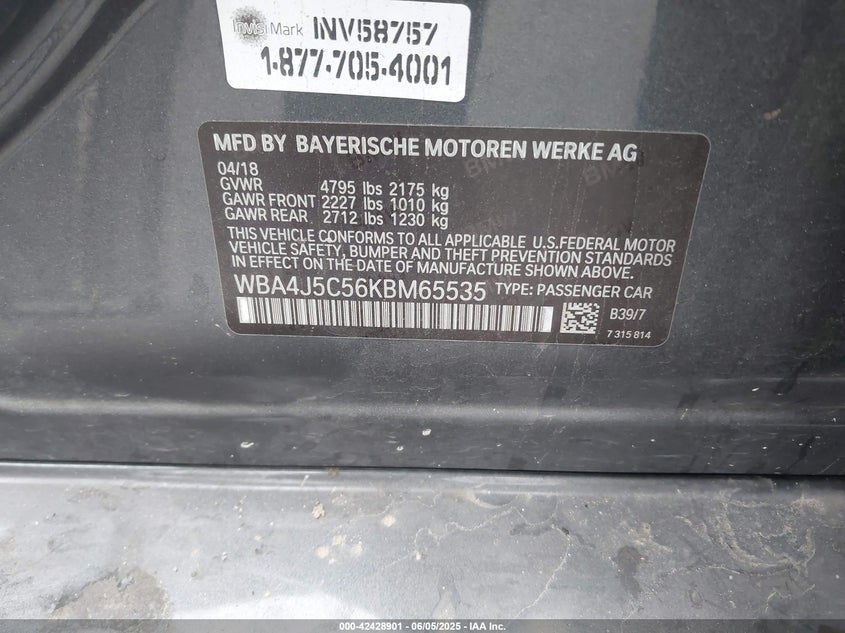 InvisiMark INV58757
1-877-705-4001
MFD BY BAYERISCHE MOTOREN WERKE AG
04/18
GVWR 4795 lbs 2175 kg
GAWR FRONT 2227 lbs 1010 kg
GAWR REAR 2712 lbs 1230 kg
THIS VEHICLE CONFORMS TO ALL APPLICABLE U.S.FEDERAL MOTOR
VEHICLE SAFETY, BUMPER AND THEFT PREVENTION STANDARDS
IN EFFECT ON THE DATE OF MANUFACTURE SHOWN ABOVE.
WBA4J5C56KBM65535 TYPE: PASSENGER CAR
B39/7
7 315 814
000-42428901 - 06/05/2025 - IAA Inc.